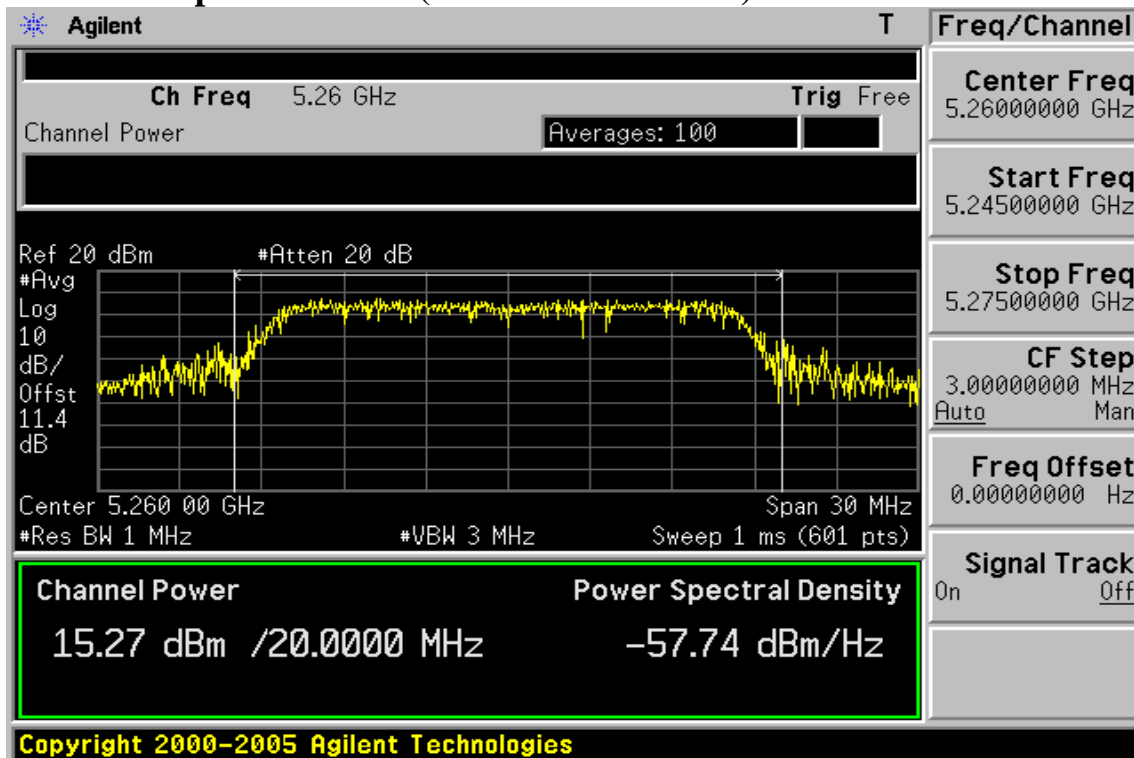 Agilent T
Freq/Channel
Ch Freq 5.26 GHz Trig Free
Channel Power Averages: 100
Ref 20 dBm #Atten 20 dB
#Avg
Log
10
dB/
Offst
11.4
dB
Center 5.260 00 GHz Span 30 MHz
#Res BW 1 MHz #VBW 3 MHz Sweep 1 ms (601 pts)
Channel Power Power Spectral Density
15.27 dBm /20.0000 MHz -57.74 dBm/Hz
Center Freq
5.26000000 GHz
Start Freq
5.24500000 GHz
Stop Freq
5.27500000 GHz
CF Step
3.00000000 MHz
Auto Man
Freq Offset
0.00000000 Hz
Signal Track
On Off
Copyright 2000-2005 Agilent Technologies